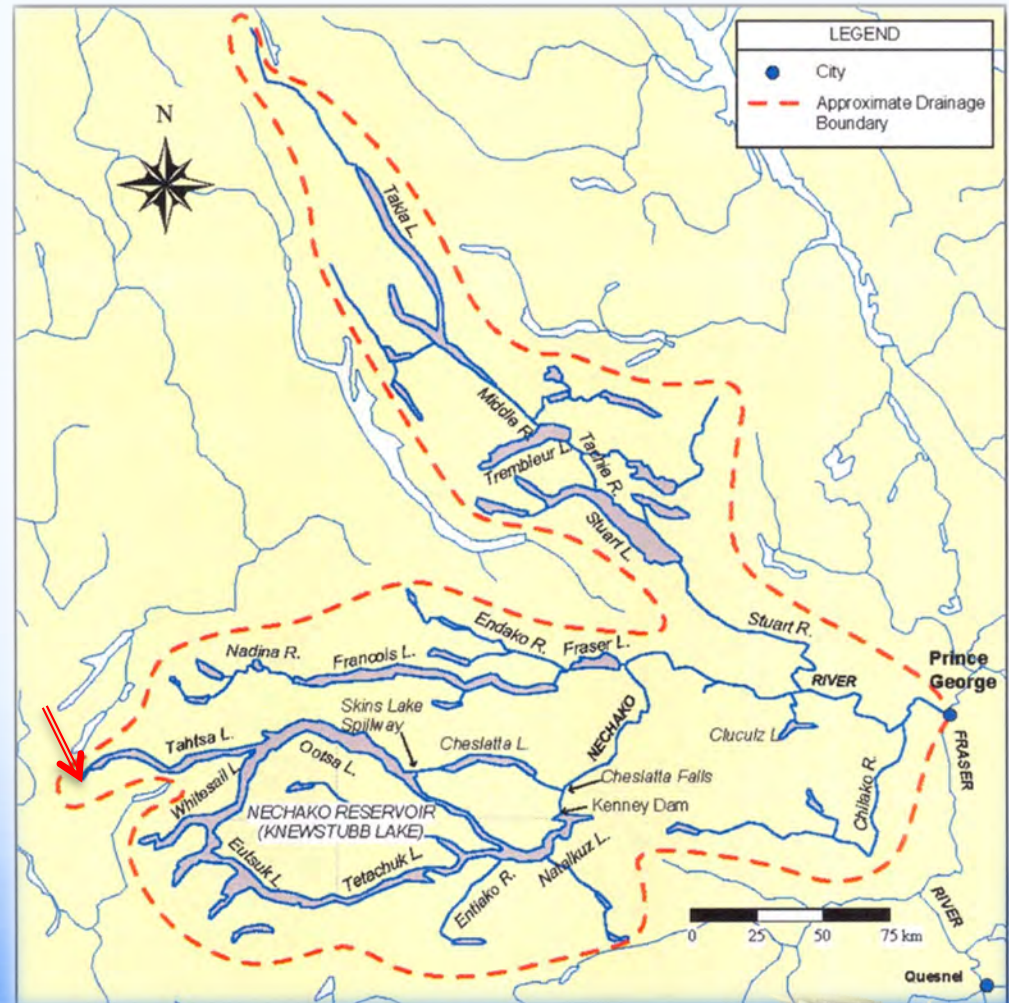 LEGEND
City
Approximate Drainage
Boundary
N
Takla L.
Middle R.
Tachie R.
Trembleur L.
Stuart L.
Stuart R.
Endako R.
Fraser L.
Nadina R.
Francois L.
Prince
George
RIVER
Skins Lake
Spillway
Cheslatta L.
NECHAKO
Cluculz L.
FRASER
Tahtsa L.
Ootsa L.
Whitesail L.
Cheslatta Falls
Kenney Dam
Chilako R.
NECHAKO RESERVOIR
(KNEWSTUBB LAKE)
Eutsuk L.
Tetachuk L.
Natalkuz L.
Entiako R.
RIVER
0 25 50 75 km
Quesnel